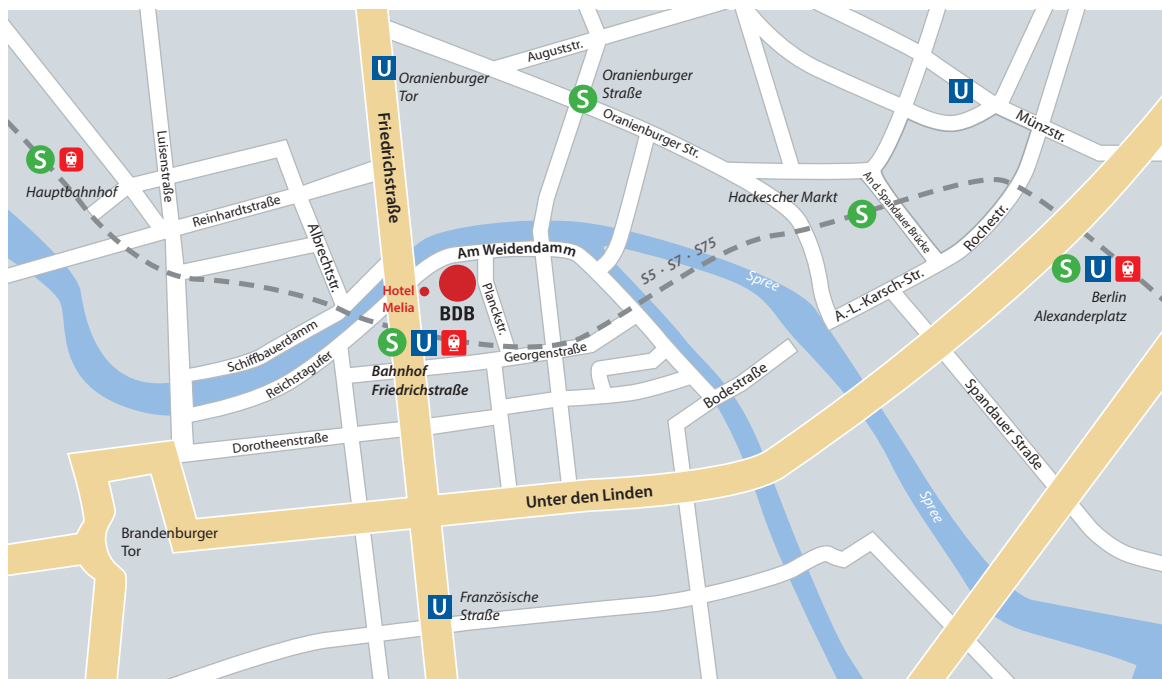 Auguststr.
U
Oranienburger
Tor
Oranienburger
Straße
S
U
Oranienburger Str.
Münzstr.
Friedrichstraße
Luisenstraße
S
Hauptbahnhof
Reinhardtstraße
Hackescher Markt
S
An d. Spandauer Brücke
Rochestr.
Albrechtstr.
Am Weidendamm
S5 · S7 · S75
Spree
S U
Berlin
Alexanderplatz
Hotel
Melia
BDB
Planckstr.
A.-L.-Karsch-Str.
Schiffbauerdamm
Reichstagufer
S U
Bahnhof
Friedrichstraße
Georgenstraße
Bodestraße
Spandauer Straße
Dorotheenstraße
Unter den Linden
Spree
Brandenburger
Tor
U
Französische
Straße